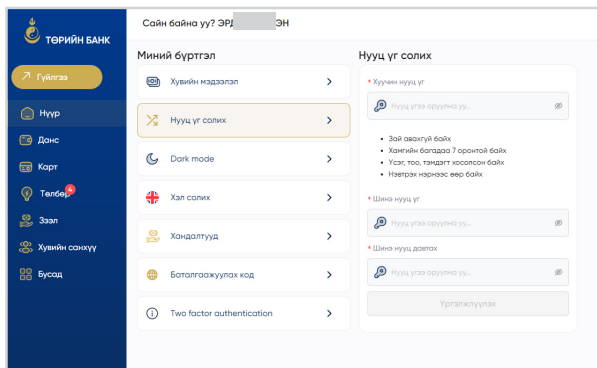 ТӨРИЙН БАНК
Гүйлгээ
Нүүр
Данс
Карт
Төлбөр
4
Зээл
Хувийн санхүү
Бусад
Сайн байна уу? ЭРД ЭН
Миний бүртгэл
Хувийн мэдээлэл
Нууц үг солих
Dark mode
Хэл солих
Хандалтууд
Баталгаажуулах код
Two factor authentication
Нууц үг солих
* Хуучин нууц үг
Нууц үгээ оруулна уу...
• Зай авахгүй байх
• Хамгийн багадаа 7 оронтой байх
• Үсэг, тоо, тэмдэгт хосолсон байх
• Нэвтрэх нэрнээс өөр байх
* Шинэ нууц үг
Нууц үгээ оруулна уу...
* Шинэ нууц давтах
Нууц үгээ оруулна уу...
Үргэлжлүүлэх